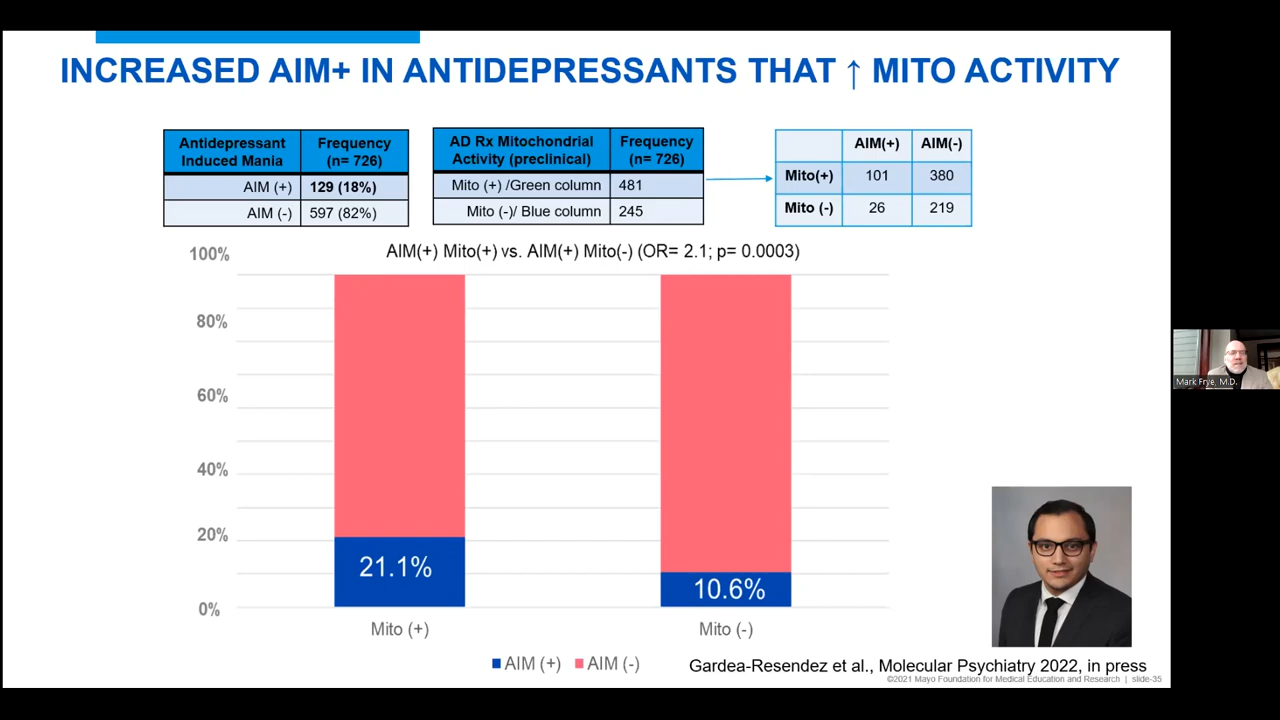 INCREASED AIM+ IN ANTIDEPRESSANTS THAT ↑ MITO ACTIVITY
Antidepressant Induced Mania
Frequency (n= 726)
AIM (+)
129 (18%)
AIM (-)
597 (82%)
AD Rx Mitochondrial Activity (preclinical)
Frequency (n= 726)
Mito (+) /Green column
481
Mito (-)/ Blue column
245
AIM(+)
AIM(-)
Mito(+)
101
380
Mito (-)
26
219
AIM(+) Mito(+) vs. AIM(+) Mito(-) (OR= 2.1; p= 0.0003)
100%
80%
60%
40%
20%
0%
21.1%
10.6%
Mito (+)
Mito (-)
AIM (+)
AIM (-)
Gardea-Resendez et al., Molecular Psychiatry 2022, in press
©2021 Mayo Foundation for Medical Education and Research | slide-35
Mark Frye, M.D.